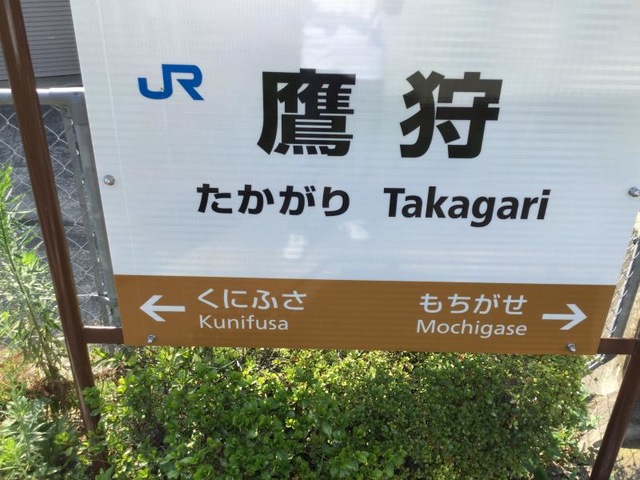 JR
鷹狩
たかがり Takagari
← くにふさ もちがせ →
Kunifusa Mochigase